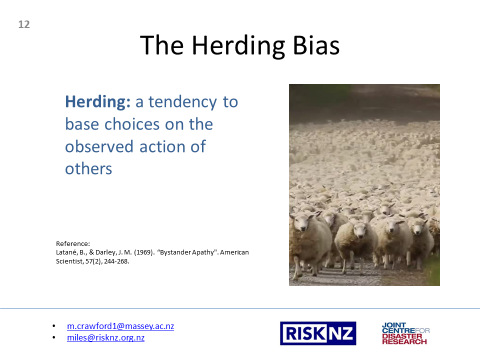 12
The Herding Bias
Herding: a tendency to
base choices on the
observed action of
others
Reference:
Latané, B., & Darley, J. M. (1969). "Bystander Apathy". American
Scientist, 57(2), 244-268.
• m.crawford1@massey.ac.nz
• miles@risknz.org.nz
RISKNZ
JOINT
CENTREFOR
DISASTER
RESEARCH